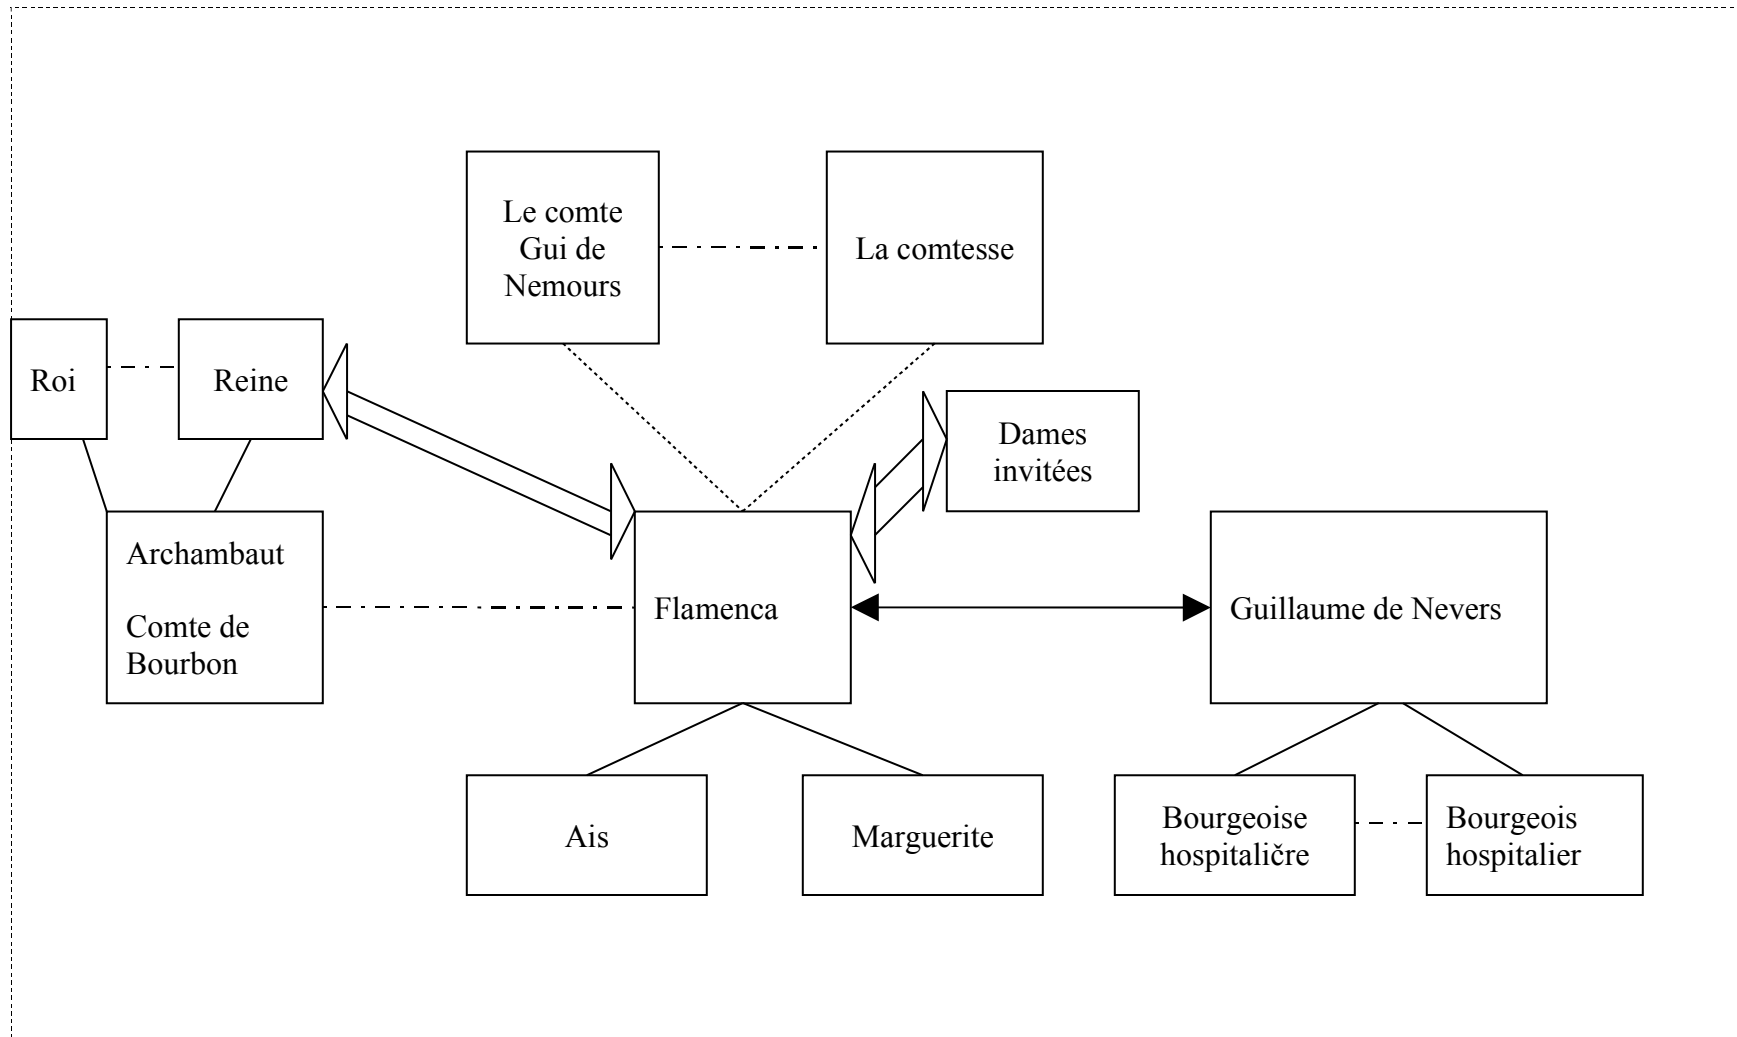 Le comte
Gui de
Nemours
La comtesse
Roi
Reine
Dames
invitées
Archambaut
Comte de
Bourbon
Flamenca
Guillaume de Nevers
Ais
Marguerite
Bourgeoise
hospitaličre
Bourgeois
hospitalier